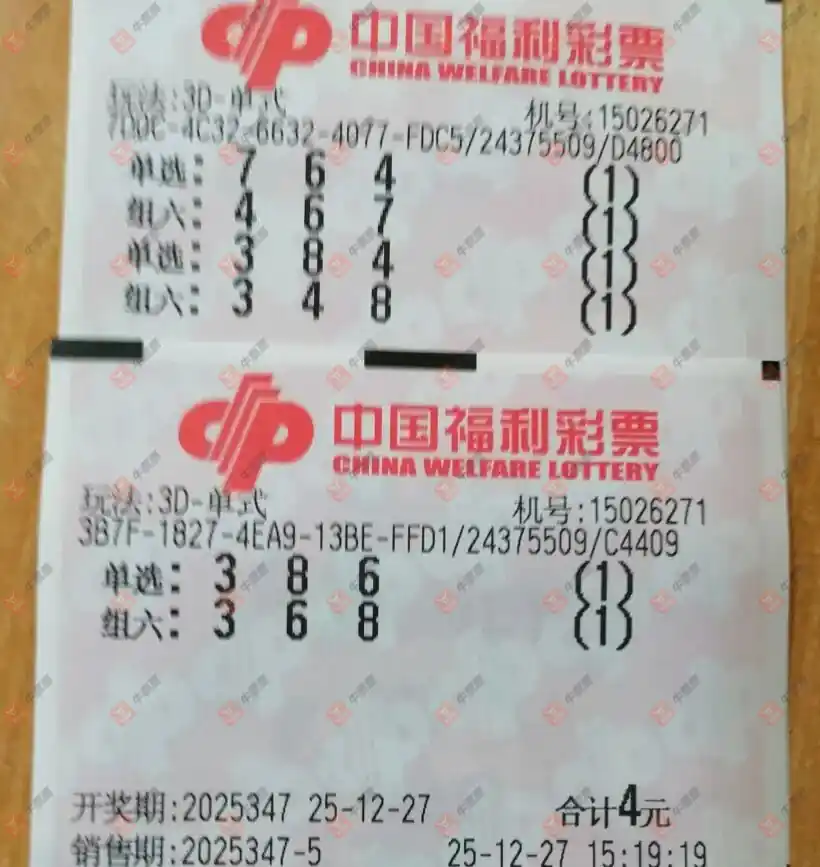 中国福利彩票
CHINA WELFARE LOTTERY
玩法:3D-单式
机号:15026271
7D0C-4C32-6632-4077-FDC5/24375509/D4800
单选: 7 6 4 (1)
组六: 4 6 7 (1)
单选: 3 8 4 (1)
组六: 3 4 8 (1)
中国福利彩票
CHINA WELFARE LOTTERY
玩法:3D-单式
机号:15026271
3B7F-1827-4EA9-13BE-FFD1/24375509/C4409
单选: 3 8 6 (1)
组六: 3 6 8 (1)
开奖期:2025347 25-12-27 合计4元
销售期:2025347-5 25-12-27 15:19:19